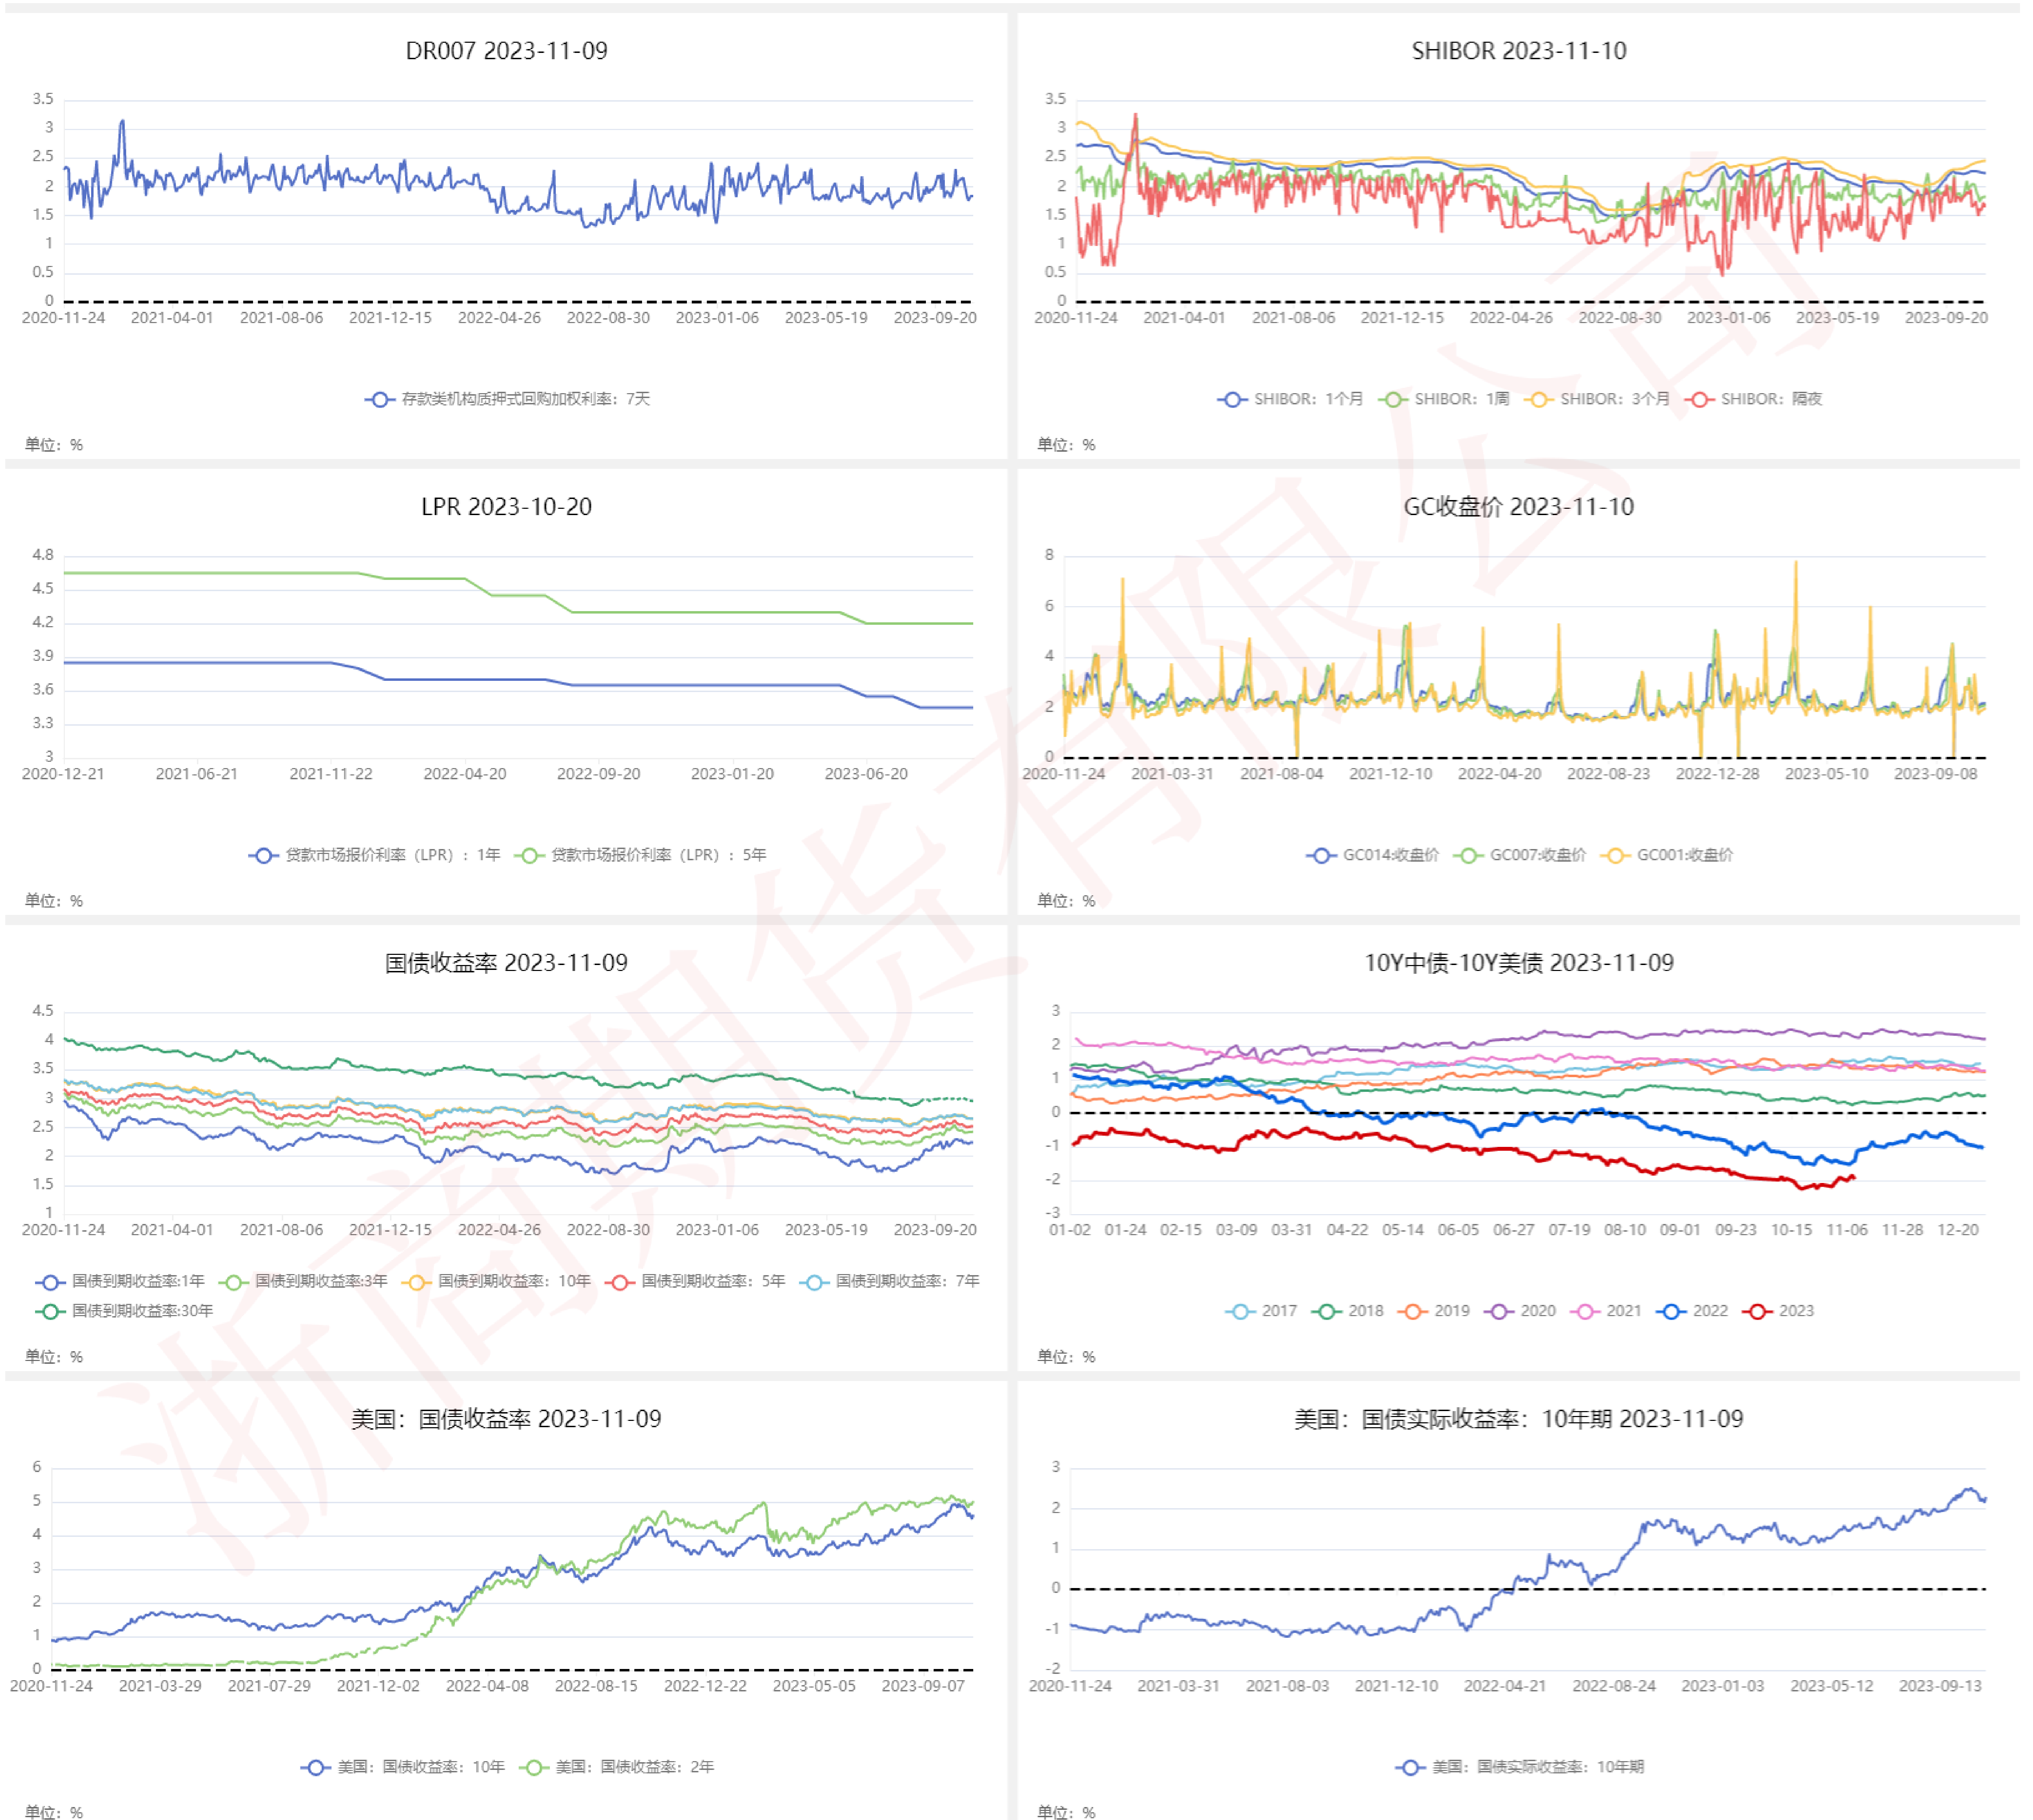 DR007 2023-11-09
3.5
3
2.5
2
1.5
1
0.5
0
2020-11-24 2021-04-01 2021-08-06 2021-12-15 2022-04-26 2022-08-30 2023-01-06 2023-05-19 2023-09-20
存款类机构质押式回购加权利率：7天
单位：%
SHIBOR 2023-11-10
3.5
3
2.5
2
1.5
1
0.5
0
2020-11-24 2021-04-01 2021-08-06 2021-12-15 2022-04-26 2022-08-30 2023-01-06 2023-05-19 2023-09-20
SHIBOR：1个月 SHIBOR：1周 SHIBOR：3个月 SHIBOR：隔夜
单位：%
LPR 2023-10-20
4.8
4.5
4.2
3.9
3.6
3.3
3
2020-12-21 2021-06-21 2021-11-22 2022-04-20 2022-09-20 2023-01-20 2023-06-20
贷款市场报价利率（LPR）：1年 贷款市场报价利率（LPR）：5年
单位：%
GC收盘价 2023-11-10
8
6
4
2
0
2020-11-24 2021-03-31 2021-08-04 2021-12-10 2022-04-20 2022-08-23 2022-12-28 2023-05-10 2023-09-08
GC014:收盘价 GC007:收盘价 GC001:收盘价
单位：%
国债收益率 2023-11-09
4.5
4
3.5
3
2.5
2
1.5
1
2020-11-24 2021-04-01 2021-08-06 2021-12-15 2022-04-26 2022-08-30 2023-01-06 2023-05-19 2023-09-20
国债到期收益率:1年 国债到期收益率:3年 国债到期收益率：10年 国债到期收益率：5年 国债到期收益率：7年
国债到期收益率:30年
单位：%
10Y中债-10Y美债 2023-11-09
3
2
1
0
-1
-2
-3
01-02 01-24 02-15 03-09 03-31 04-22 05-14 06-05 06-27 07-19 08-10 09-01 09-23 10-15 11-06 11-28 12-20
2017 2018 2019 2020 2021 2022 2023
单位：%
美国：国债收益率 2023-11-09
6
5
4
3
2
1
0
2020-11-24 2021-03-29 2021-07-29 2021-12-02 2022-04-08 2022-08-15 2022-12-22 2023-05-05 2023-09-07
美国：国债收益率：10年 美国：国债收益率：2年
单位：%
美国：国债实际收益率：10年期 2023-11-09
3
2
1
0
-1
-2
2020-11-24 2021-03-31 2021-08-03 2021-12-10 2022-04-21 2022-08-24 2023-01-03 2023-05-12 2023-09-13
美国：国债实际收益率：10年期
单位：%
浙商期货有限公司